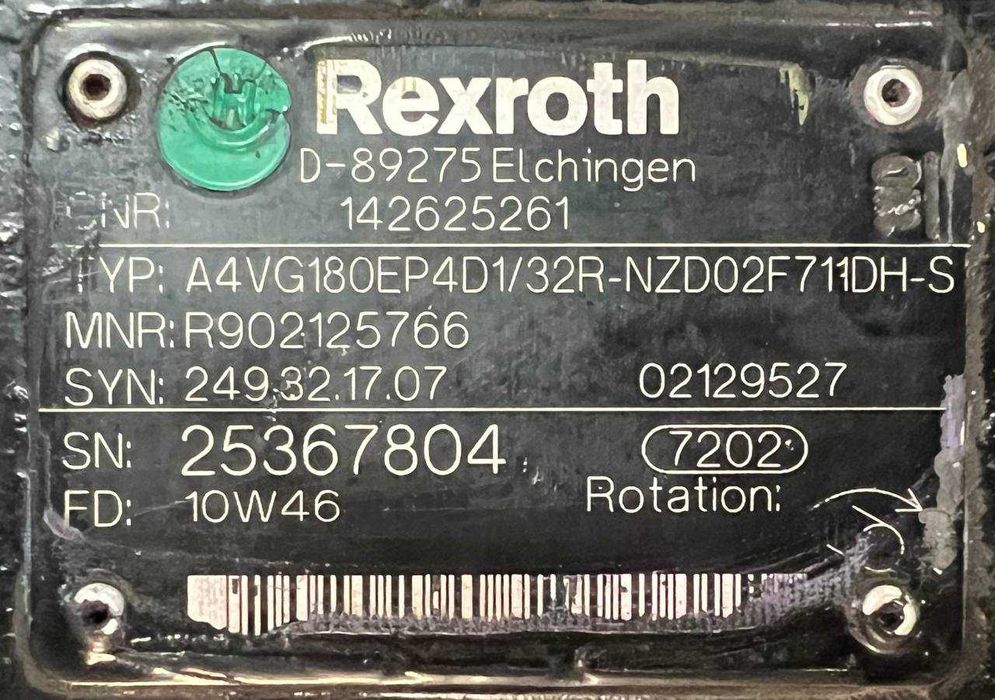 Rexroth
D-89275 Elchingen
CNR: 142625261
TYP: A4VG180EP4D1/32R-NZD02F711DH-S
MNR: R902125766
SYN: 249.32.17.07 02129527
SN: 25367804 7202
FD: 10W46 Rotation: